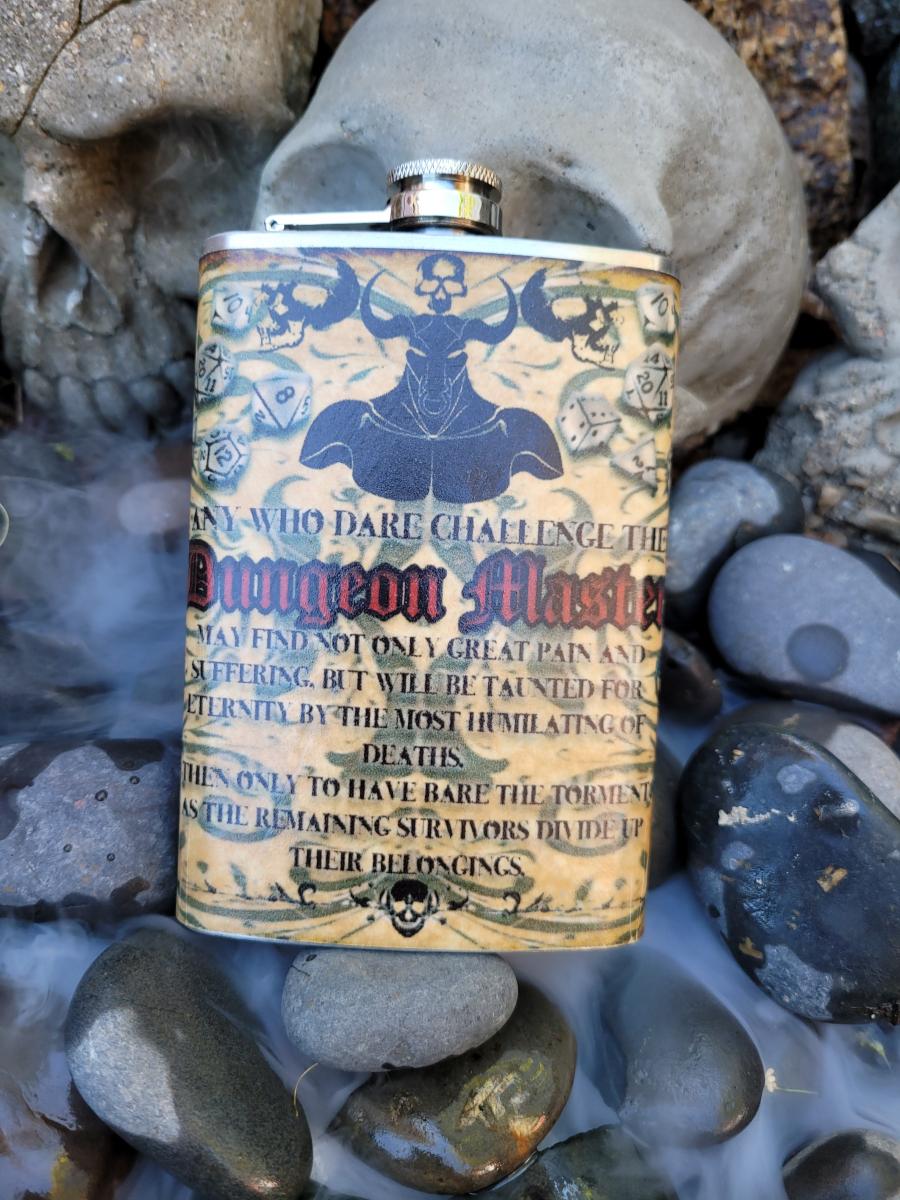 ANY WHO DARE CHALLENGE THE
Dungeon Master
MAY FIND NOT ONLY GREAT PAIN AND
SUFFERING, BUT WILL BE TAUNTED FOR
ETERNITY BY THE MOST HUMILATING OF
DEATHS.
THEN ONLY TO HAVE BARE THE TORMENT
AS THE REMAINING SURVIVORS DIVIDE UP
THEIR BELONGINGS.